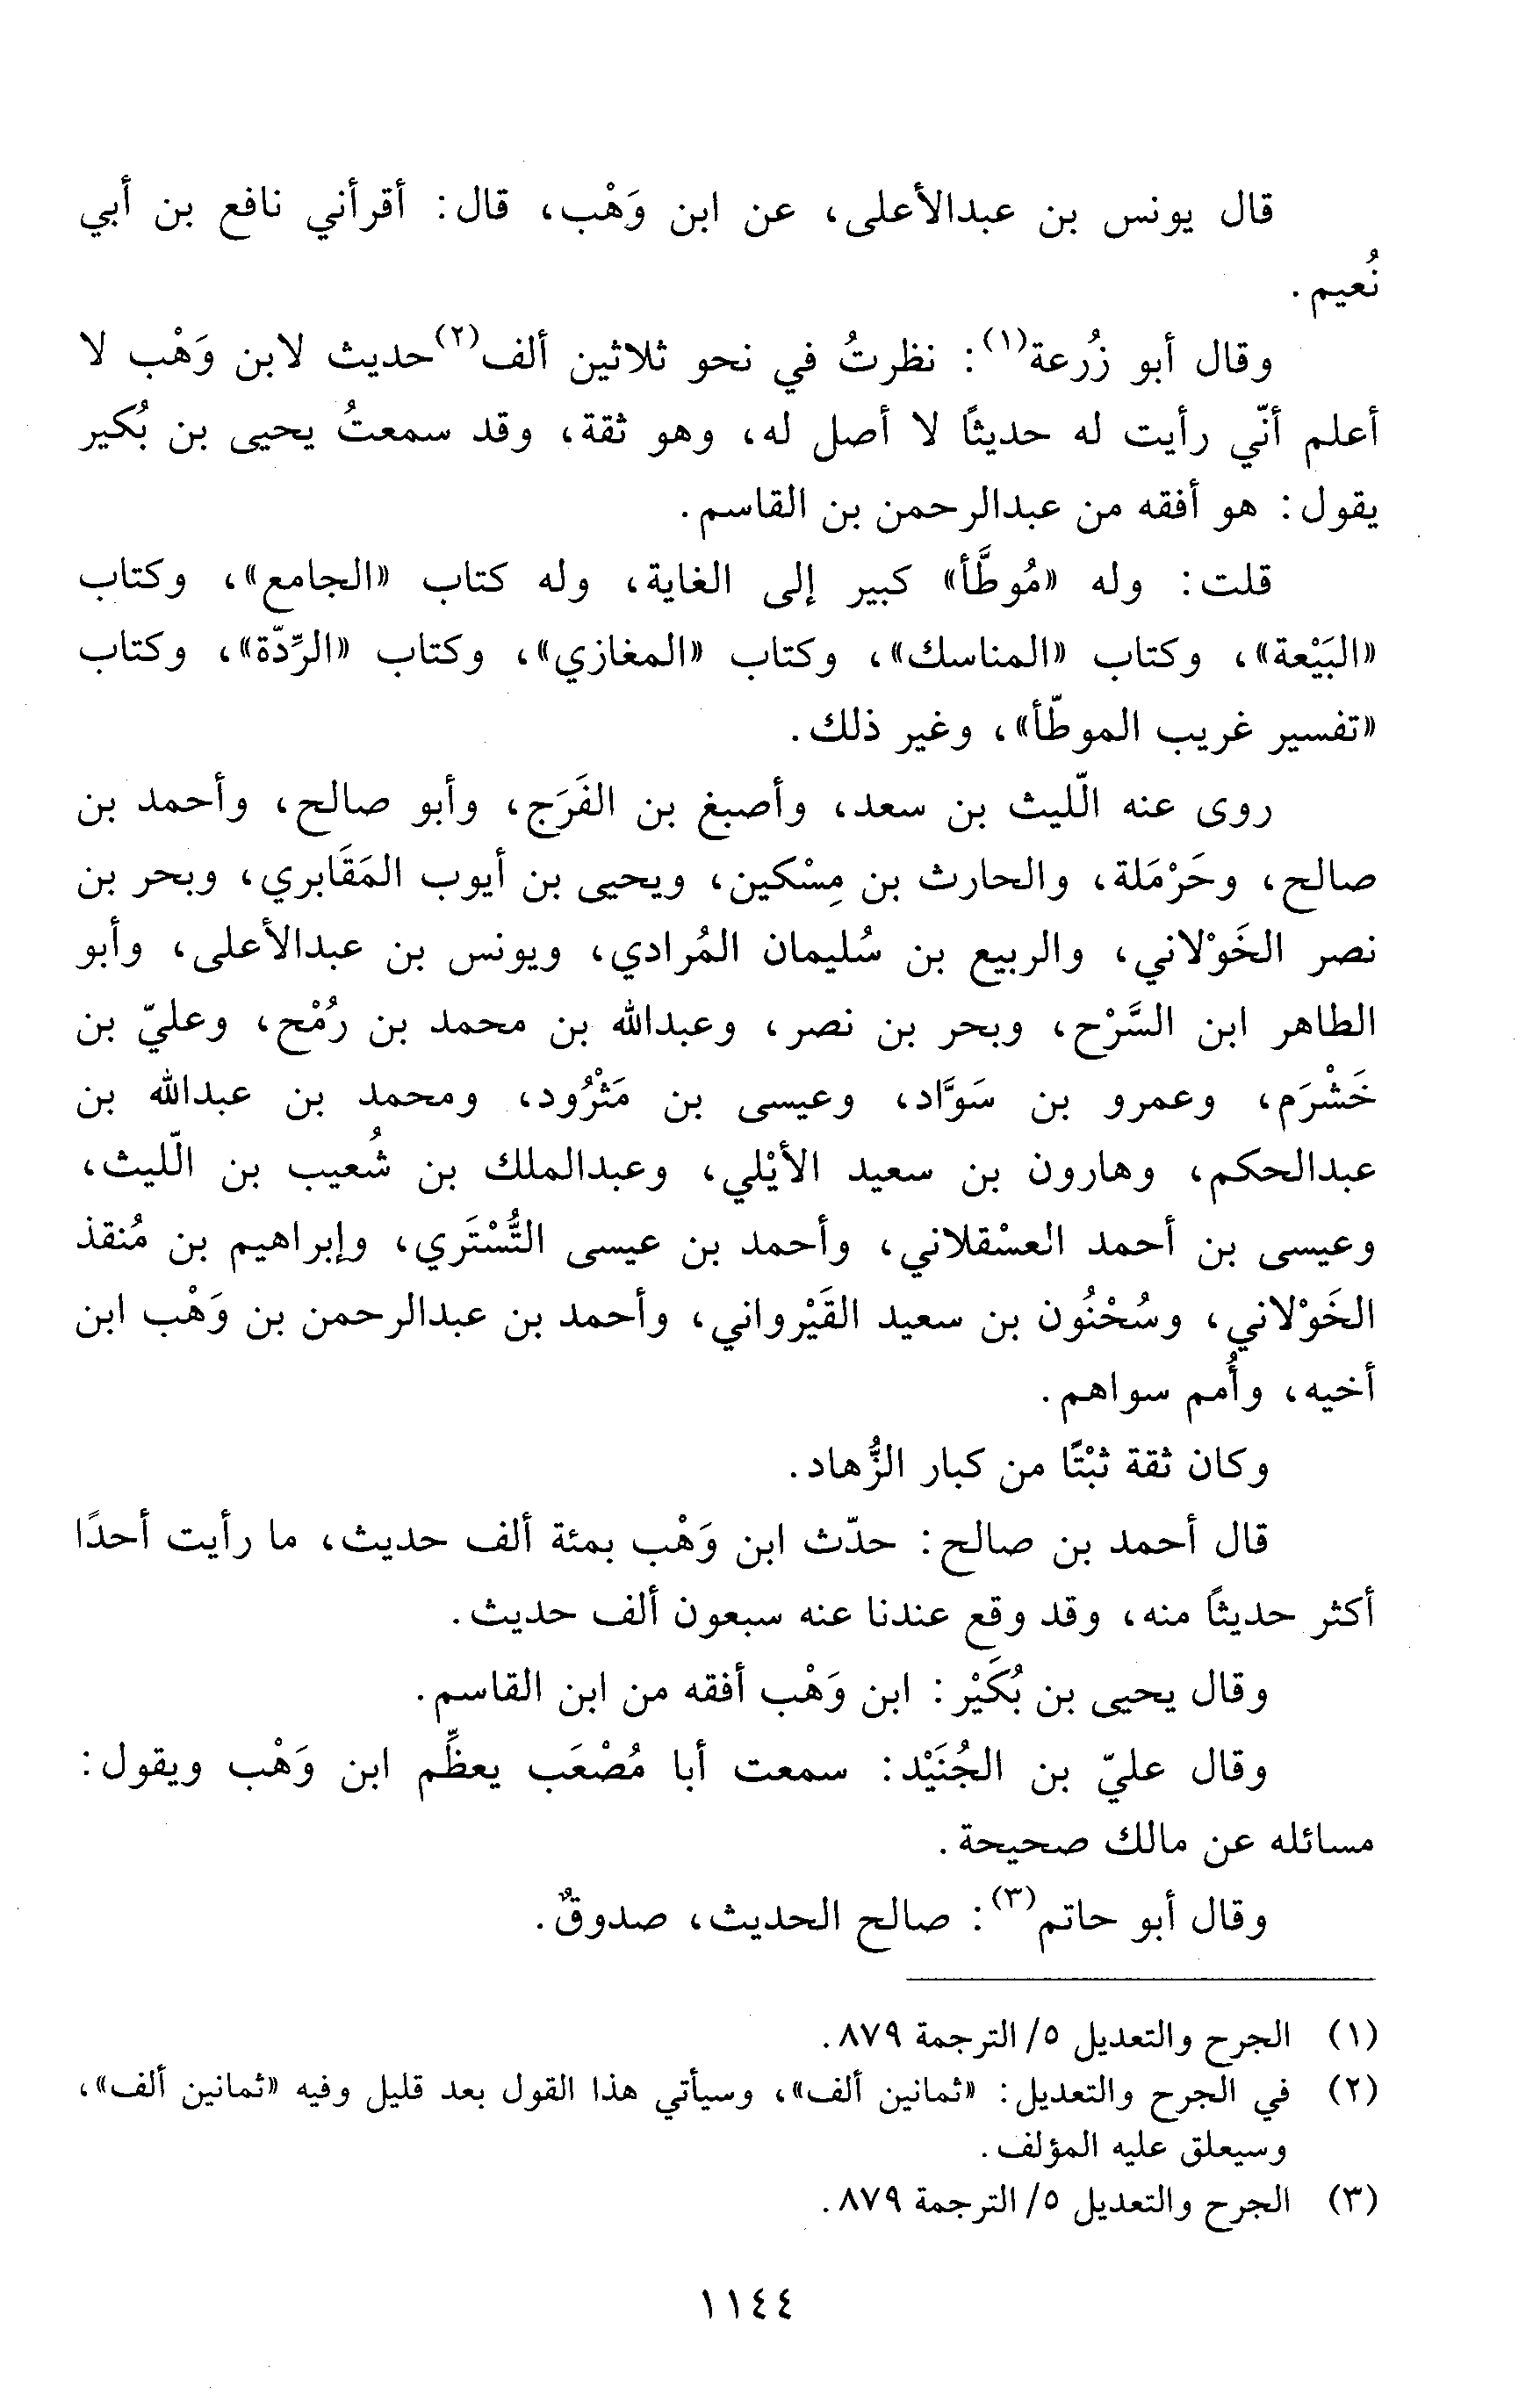 قال يونس بن عبدالأعلى، عن ابن وَهْب، قال: أقرأني نافع بن أبي
نُعيم.
وقال أبو زُرعة(١): نظرتُ في نحو ثلاثين ألف(٢)حديث لابن وَهْب لا
أعلم أنّي رأيت له حديثًا لا أصل له، وهو ثقة، وقد سمعتُ يحيى بن بُكير
يقول: هو أفقه من عبدالرحمن بن القاسم.
قلت: وله «مُوطَّأ» كبير إلى الغاية، وله كتاب «الجامع»، وكتاب
«البَيْعة»، وكتاب «المناسك»، وكتاب «المغازي»، وكتاب «الرِّدّة»، وكتاب
«تفسير غريب الموطّأ»، وغير ذلك.
روى عنه الّليث بن سعد، وأصبغ بن الفَرَج، وأبو صالح، وأحمد بن
صالح، وحَرْمَلة، والحارث بن مِسْكين، ويحيى بن أيوب المَقَابري، وبحر بن
نصر الخَوْلاني، والربيع بن سُليمان المُرادي، ويونس بن عبدالأعلى، وأبو
الطاهر ابن السَّرْح، وبحر بن نصر، وعبدالله بن محمد بن رُمْح، وعليّ بن
خَشْرَم، وعمرو بن سَوَّاد، وعيسى بن مَثْرُود، ومحمد بن عبدالله بن
عبدالحكم، وهارون بن سعيد الأيْلي، وعبدالملك بن شُعيب بن الّليث،
وعيسى بن أحمد العسْقلاني، وأحمد بن عيسى التُّسْتَري، وإبراهيم بن مُنقذ
الخَوْلاني، وسُحْنُون بن سعيد القَيْرواني، وأحمد بن عبدالرحمن بن وَهْب ابن
أخيه، وأُمم سواهم.
وكان ثقة ثبْتًا من كبار الزُّهاد.
قال أحمد بن صالح: حدّث ابن وَهْب بمئة ألف حديث، ما رأيت أحدًا
أكثر حديثًا منه، وقد وقع عندنا عنه سبعون ألف حديث.
وقال يحيى بن بُكَيْر: ابن وَهْب أفقه من ابن القاسم.
وقال عليّ بن الجُنَيْد: سمعت أبا مُصْعَب يعظِّم ابن وَهْب ويقول:
مسائله عن مالك صحيحة.
وقال أبو حاتم(٣): صالح الحديث، صدوقٌ.
(١) الجرح والتعديل ٥/ الترجمة ٨٧٩.
(٢) في الجرح والتعديل: «ثمانين ألف»، وسيأتي هذا القول بعد قليل وفيه «ثمانين ألف»،
وسيعلق عليه المؤلف.
(٣) الجرح والتعديل ٥/ الترجمة ٨٧٩.
١١٤٤